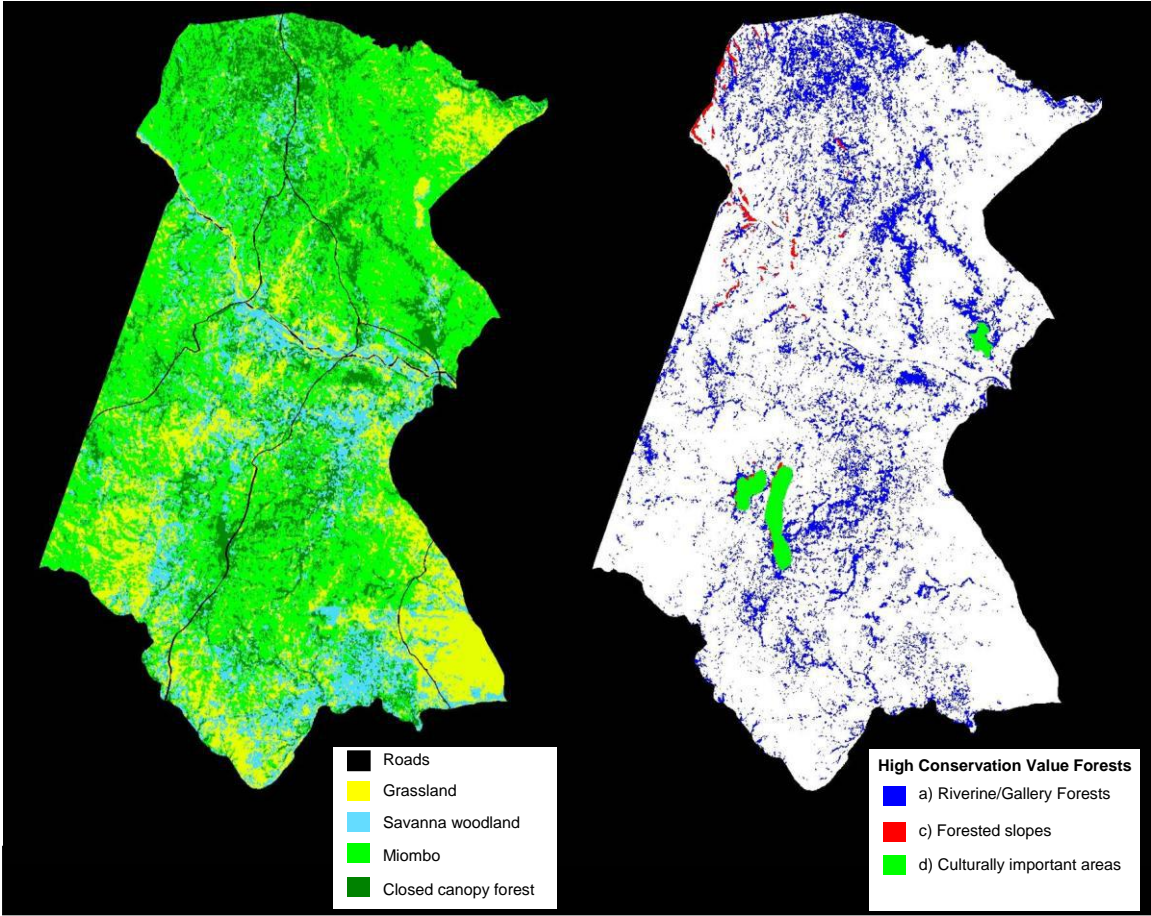 Roads
Grassland
Savanna woodland
Miombo
Closed canopy forest
High Conservation Value Forests
a) Riverine/Gallery Forests
c) Forested slopes
d) Culturally important areas